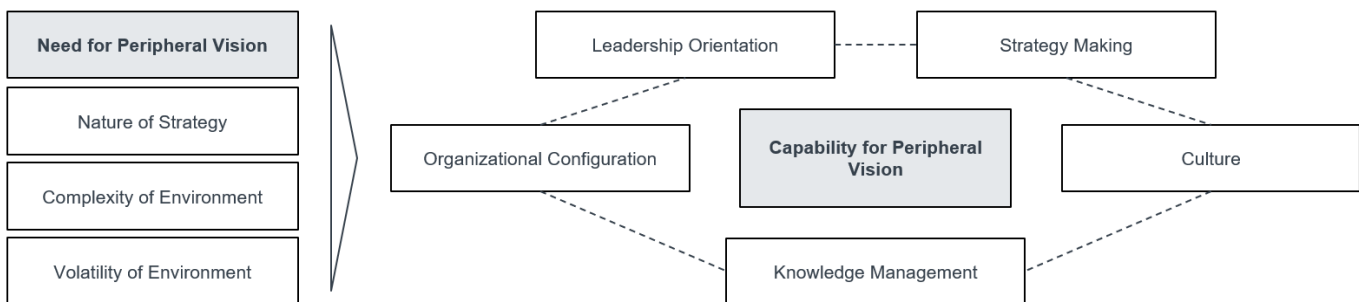 Need for Peripheral Vision
Nature of Strategy
Complexity of Environment
Volatility of Environment
Leadership Orientation
Strategy Making
Organizational Configuration
Capability for Peripheral
Vision
Culture
Knowledge Management